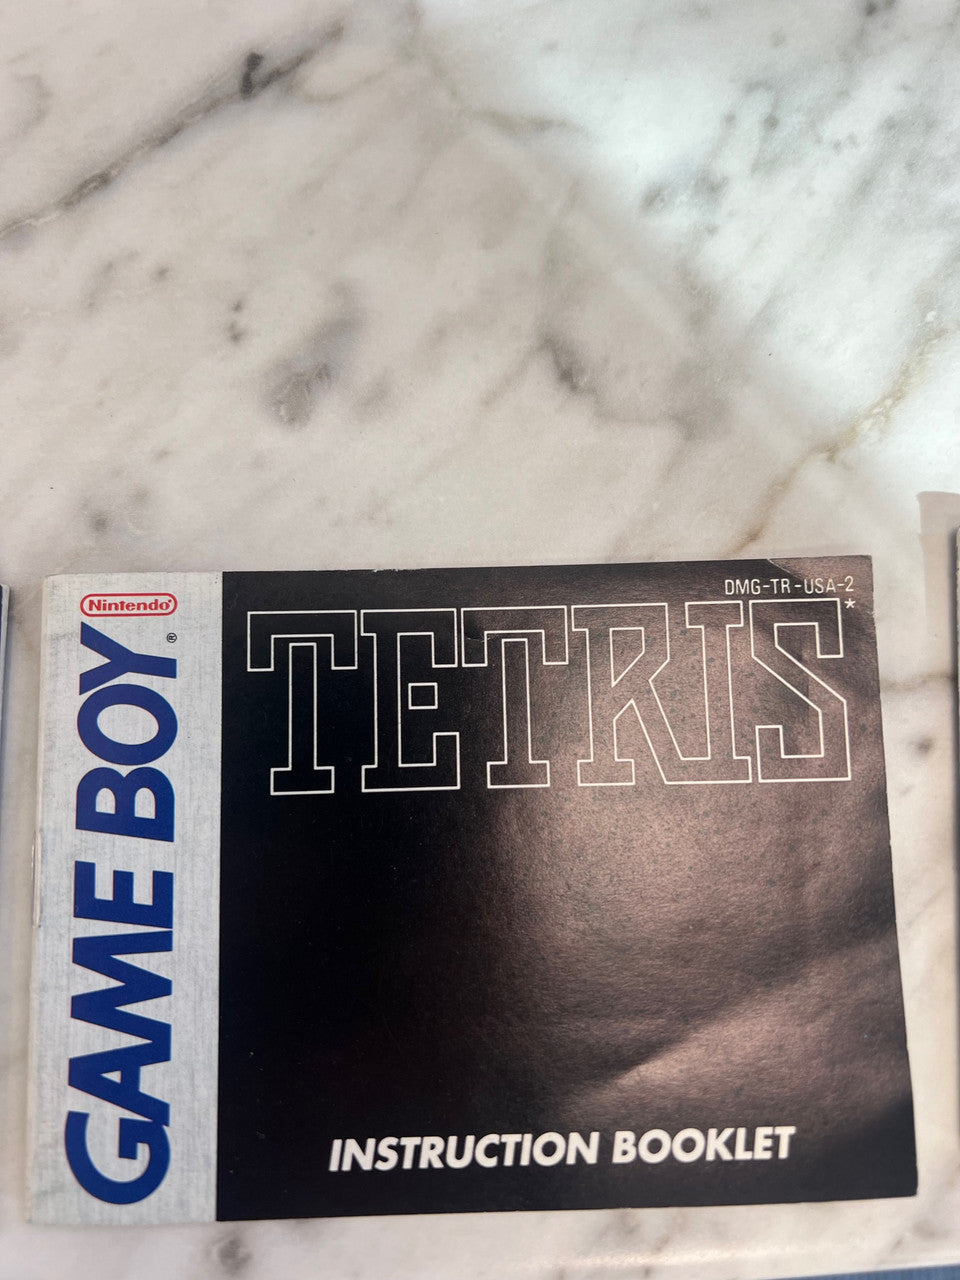 Nintendo®
GAME BOY®
DMG-TR-USA-2
TETRIS*
INSTRUCTION BOOKLET